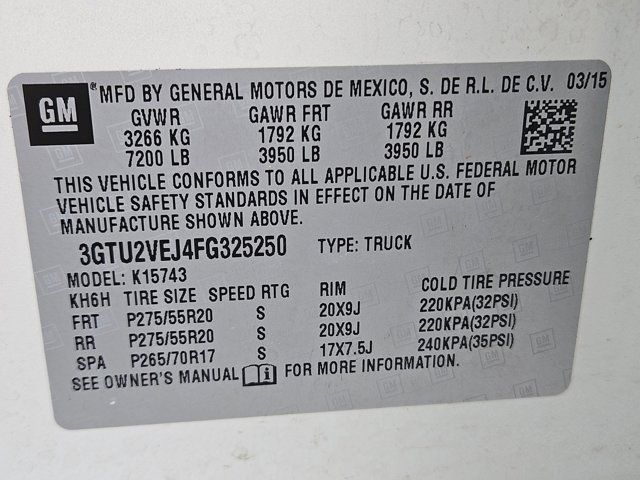 GM ® MFD BY GENERAL MOTORS DE MEXICO, S. DE R.L. DE C.V. 03/15
GVWR GAWR FRT GAWR RR
3266 KG 1792 KG 1792 KG
7200 LB 3950 LB 3950 LB
THIS VEHICLE CONFORMS TO ALL APPLICABLE U.S. FEDERAL MOTOR
VEHICLE SAFETY STANDARDS IN EFFECT ON THE DATE OF
MANUFACTURE SHOWN ABOVE.
3GTU2VEJ4FG325250 TYPE: TRUCK
MODEL: K15743
KH6H TIRE SIZE SPEED RTG RIM COLD TIRE PRESSURE
FRT P275/55R20 S 20X9J 220KPA(32PSI)
RR P275/55R20 S 20X9J 220KPA(32PSI)
SPA P265/70R17 S 17X7.5J 240KPA(35PSI)
SEE OWNER'S MANUAL FOR MORE INFORMATION.